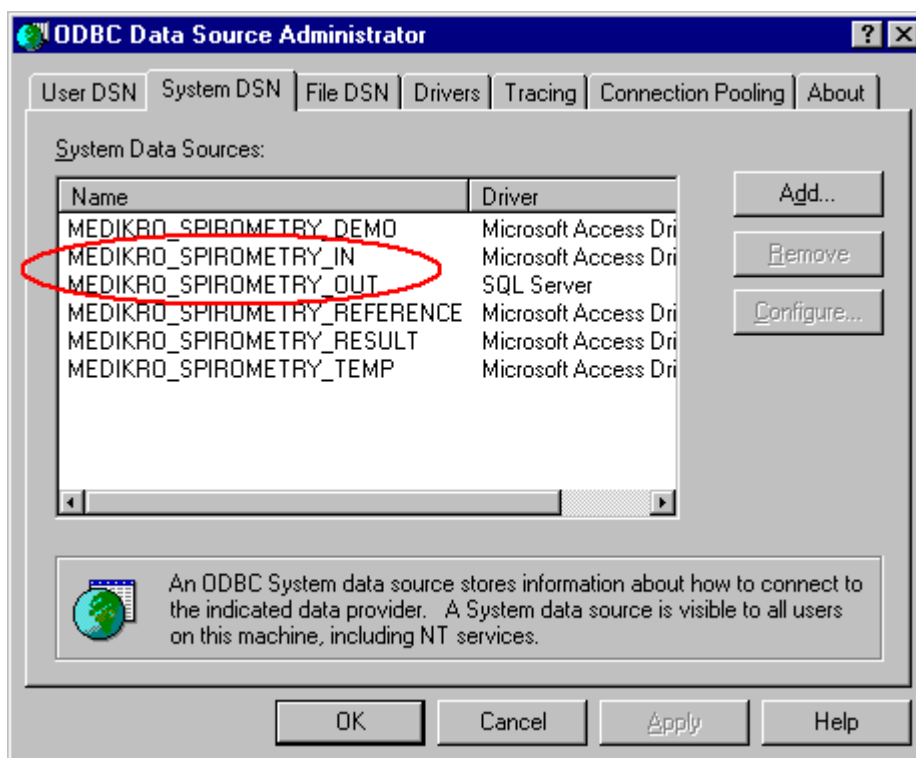 ODBC Data Source Administrator
User DSN System DSN File DSN Drivers Tracing Connection Pooling About
System Data Sources:
Name Driver
MEDIKRO_SPIROMETRY_DEMO Microsoft Access Dri
MEDIKRO_SPIROMETRY_IN Microsoft Access Dri
MEDIKRO_SPIROMETRY_OUT SQL Server
MEDIKRO_SPIROMETRY_REFERENCE Microsoft Access Dri
MEDIKRO_SPIROMETRY_RESULT Microsoft Access Dri
MEDIKRO_SPIROMETRY_TEMP Microsoft Access Dri
Add...
Remove
Configure...
An ODBC System data source stores information about how to connect to
the indicated data provider. A System data source is visible to all users
on this machine, including NT services.
OK Cancel Apply Help